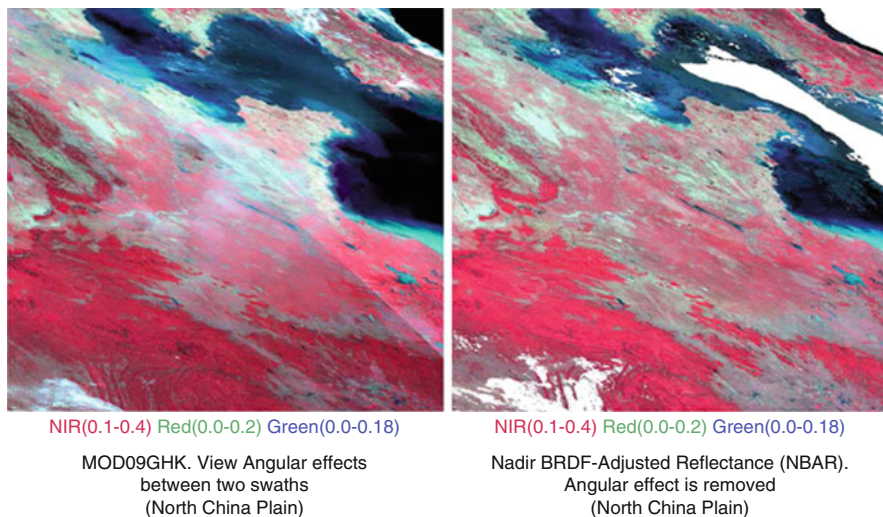 NIR(0.1-0.4) Red(0.0-0.2) Green(0.0-0.18)
MOD09GHK. View Angular effects
between two swaths
(North China Plain)
NIR(0.1-0.4) Red(0.0-0.2) Green(0.0-0.18)
Nadir BRDF-Adjusted Reflectance (NBAR).
Angular effect is removed
(North China Plain)